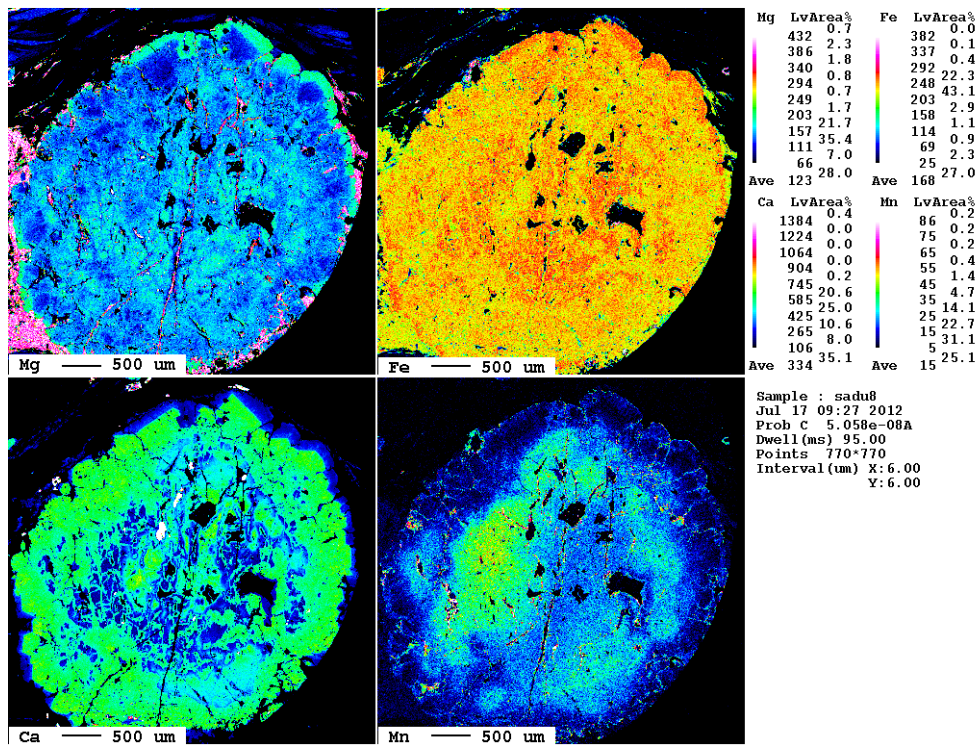 Mg LvArea% Fe LvArea%
0.7 0.0
432 382
2.3 0.1
386 337
1.8 0.4
340 292
0.8 22.3
294 248
0.7 43.1
249 203
1.7 2.9
203 158
21.7 1.1
157 114
35.4 0.9
111 69
7.0 2.3
66 25
28.0 27.0
Ave 123 Ave 168
Ca LvArea% Mn LvArea%
0.4 0.2
1384 86
0.0 0.2
1224 75
0.0 0.2
1064 65
0.0 0.4
904 55
0.2 1.4
745 45
20.6 4.7
585 35
25.0 14.1
425 25
10.6 22.7
265 15
8.0 31.1
106 5
35.1 25.1
Ave 334 Ave 15
Mg 500 um
Fe 500 um
Sample : sadu8
Jul 17 09:27 2012
Prob C 5.058e-08A
Dwell(ms) 95.00
Points 770*770
Interval(um) X:6.00
Y:6.00
Ca 500 um
Mn 500 um